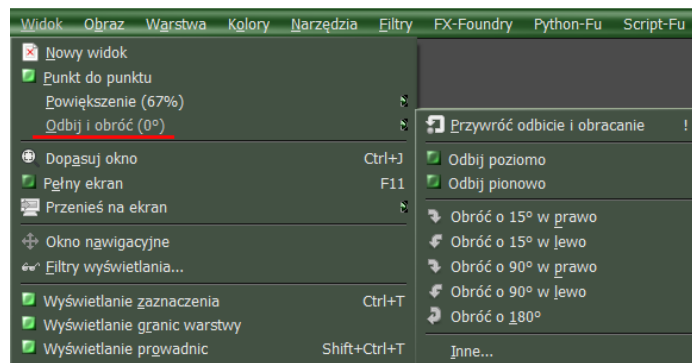 Widok Obraz Warstwa Kolory Narzędzia Filtry FX-Foundry Python-Fu Script-Fu
Nowy widok
Punkt do punktu
Powiększenie (67%)
Odbij i obróć (0°)
Dopasuj okno Ctrl+J
Pełny ekran F11
Przenieś na ekran
Okno nawigacyjne
Filtry wyświetlania...
Wyświetlanie zaznaczenia Ctrl+T
Wyświetlanie granic warstwy
Wyświetlanie prowadnic Shift+Ctrl+T
Przywróć odbicie i obracanie !
Odbij poziomo
Odbij pionowo
Obróć o 15° w prawo
Obróć o 15° w lewo
Obróć o 90° w prawo
Obróć o 90° w lewo
Obróć o 180°
Inne...